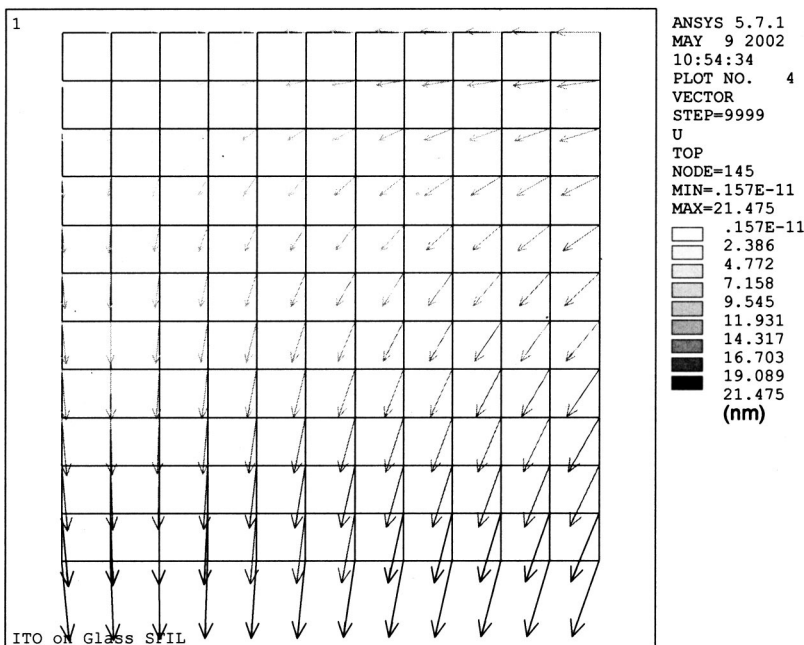 1
ANSYS 5.7.1
MAY 9 2002
10:54:34
PLOT NO. 4
VECTOR
STEP=9999
U
TOP
NODE=145
MIN=.157E-11
MAX=21.475
.157E-11
2.386
4.772
7.158
9.545
11.931
14.317
16.703
19.089
21.475
(nm)
ITO on Glass SFIL